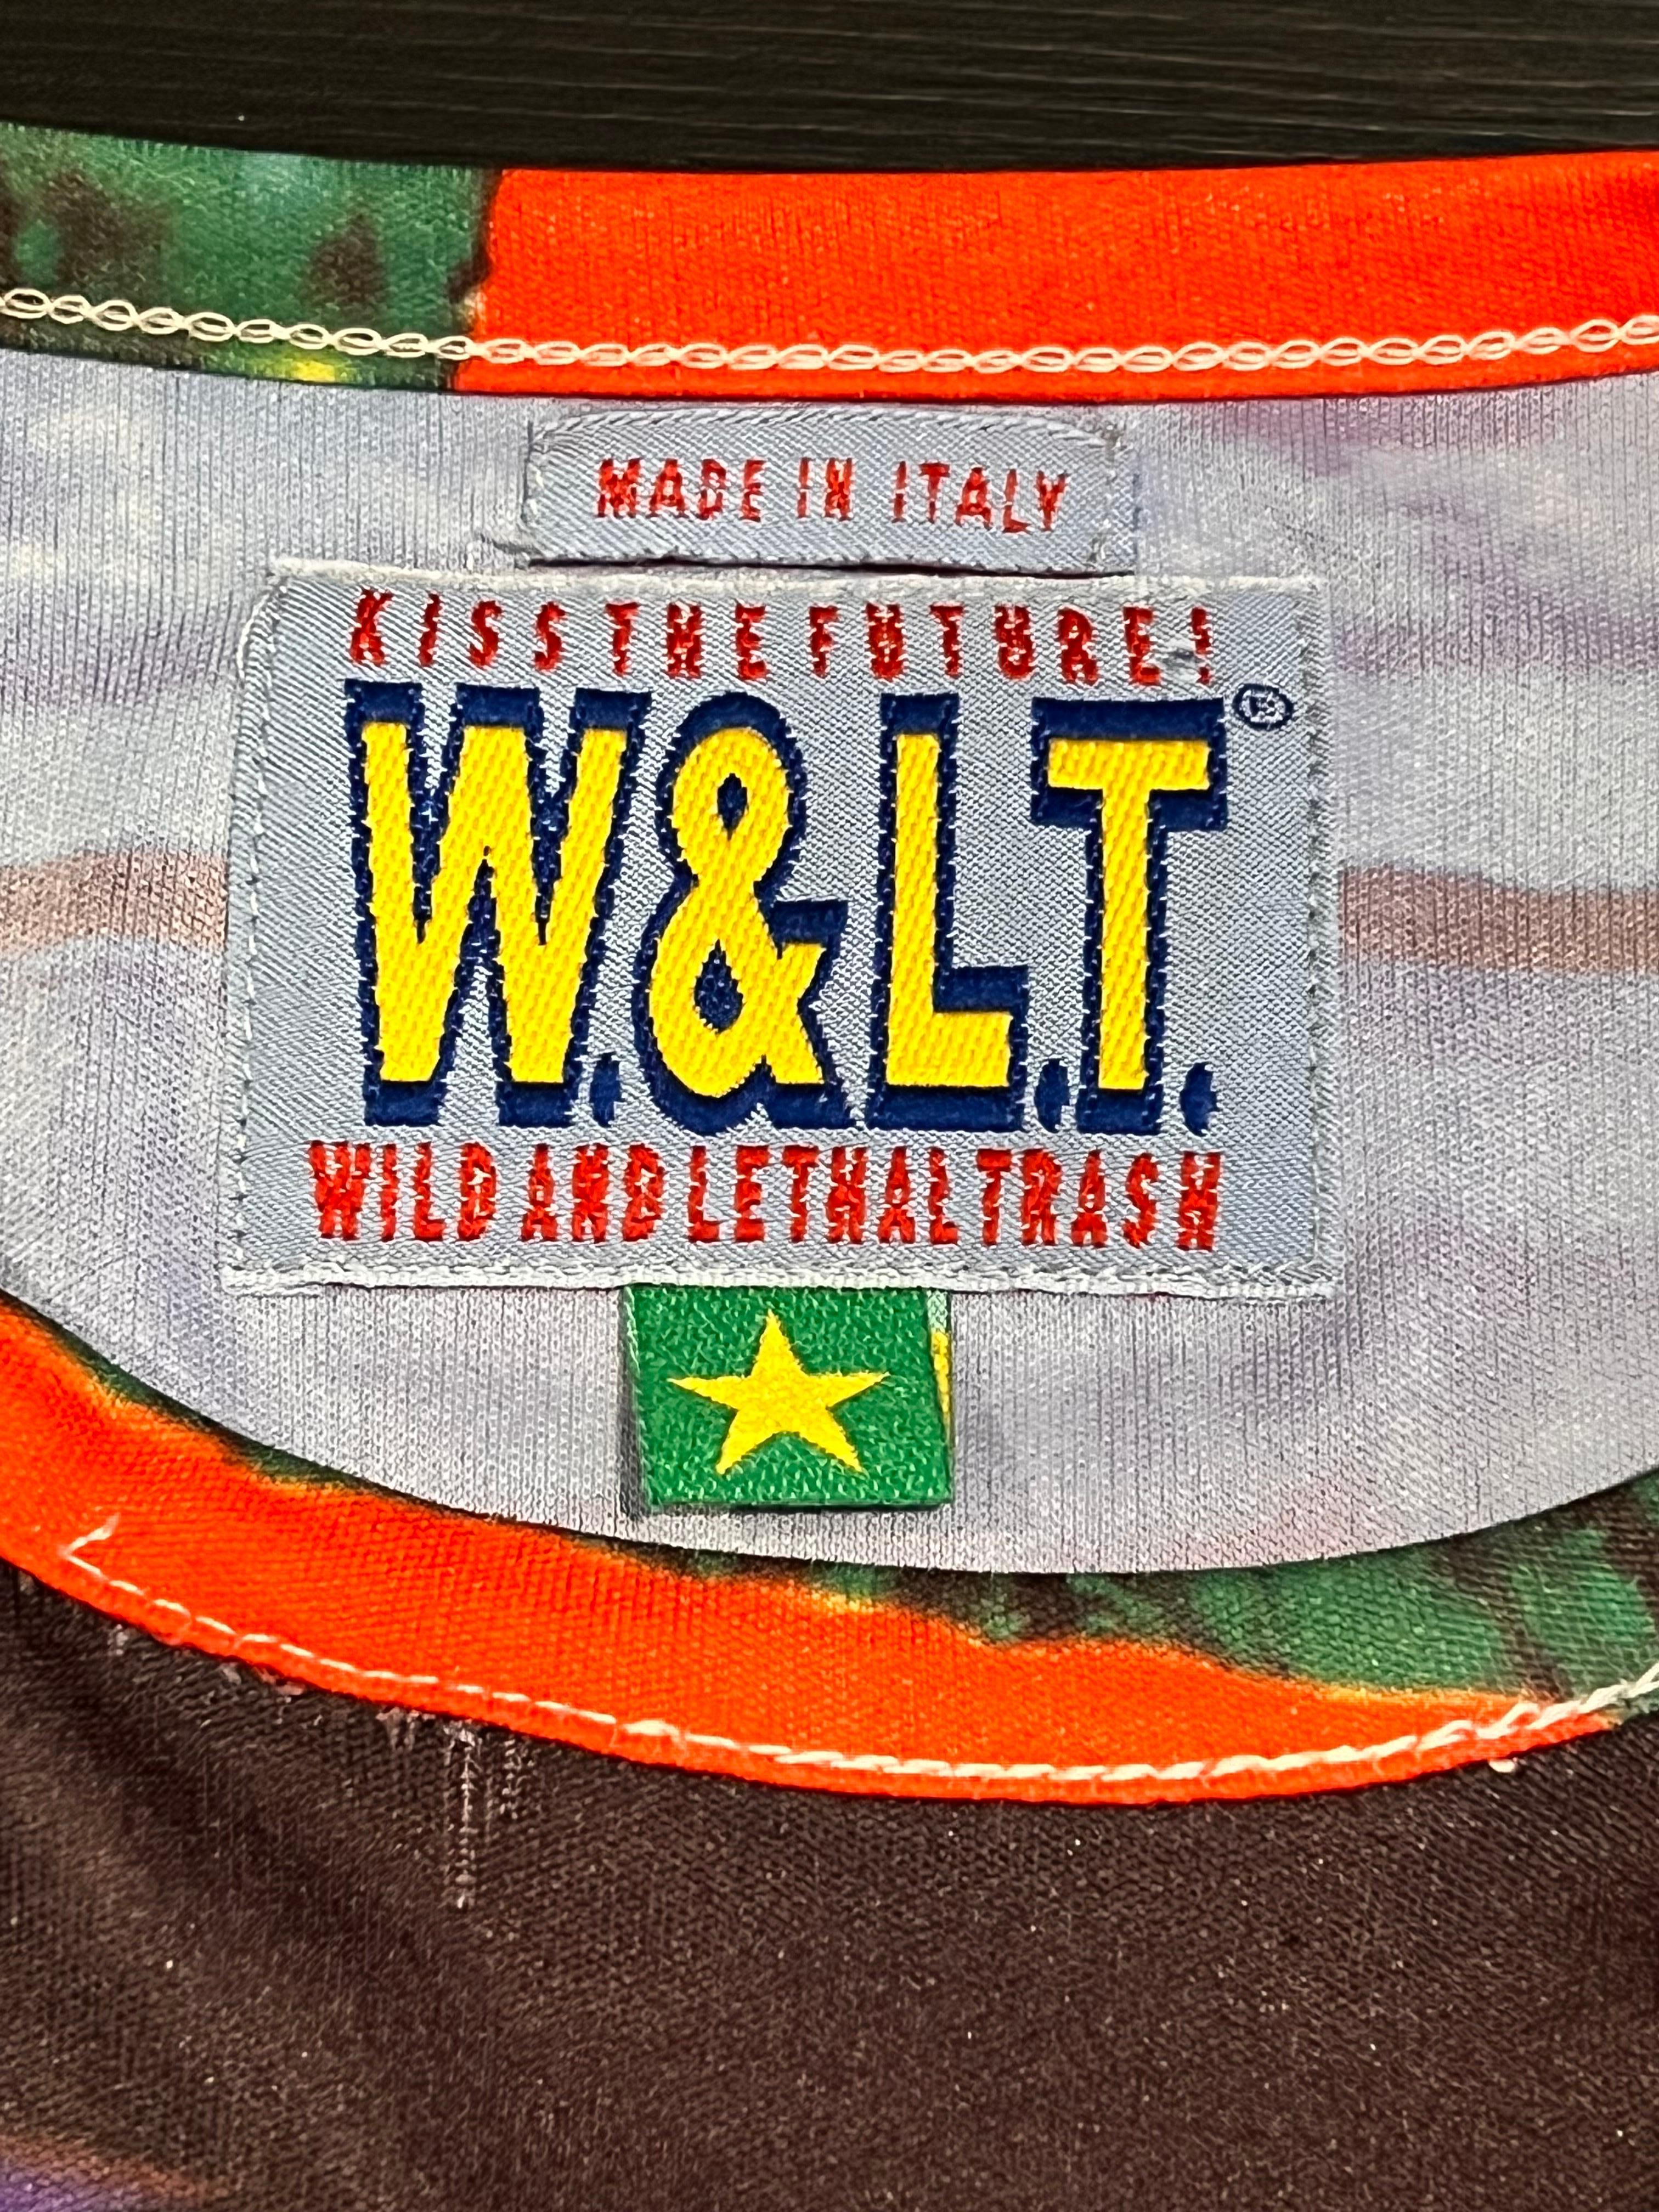 MADE IN ITALY
KISS THE FUTURE!
W.&L.T.®
WILD AND LETHAL TRASH